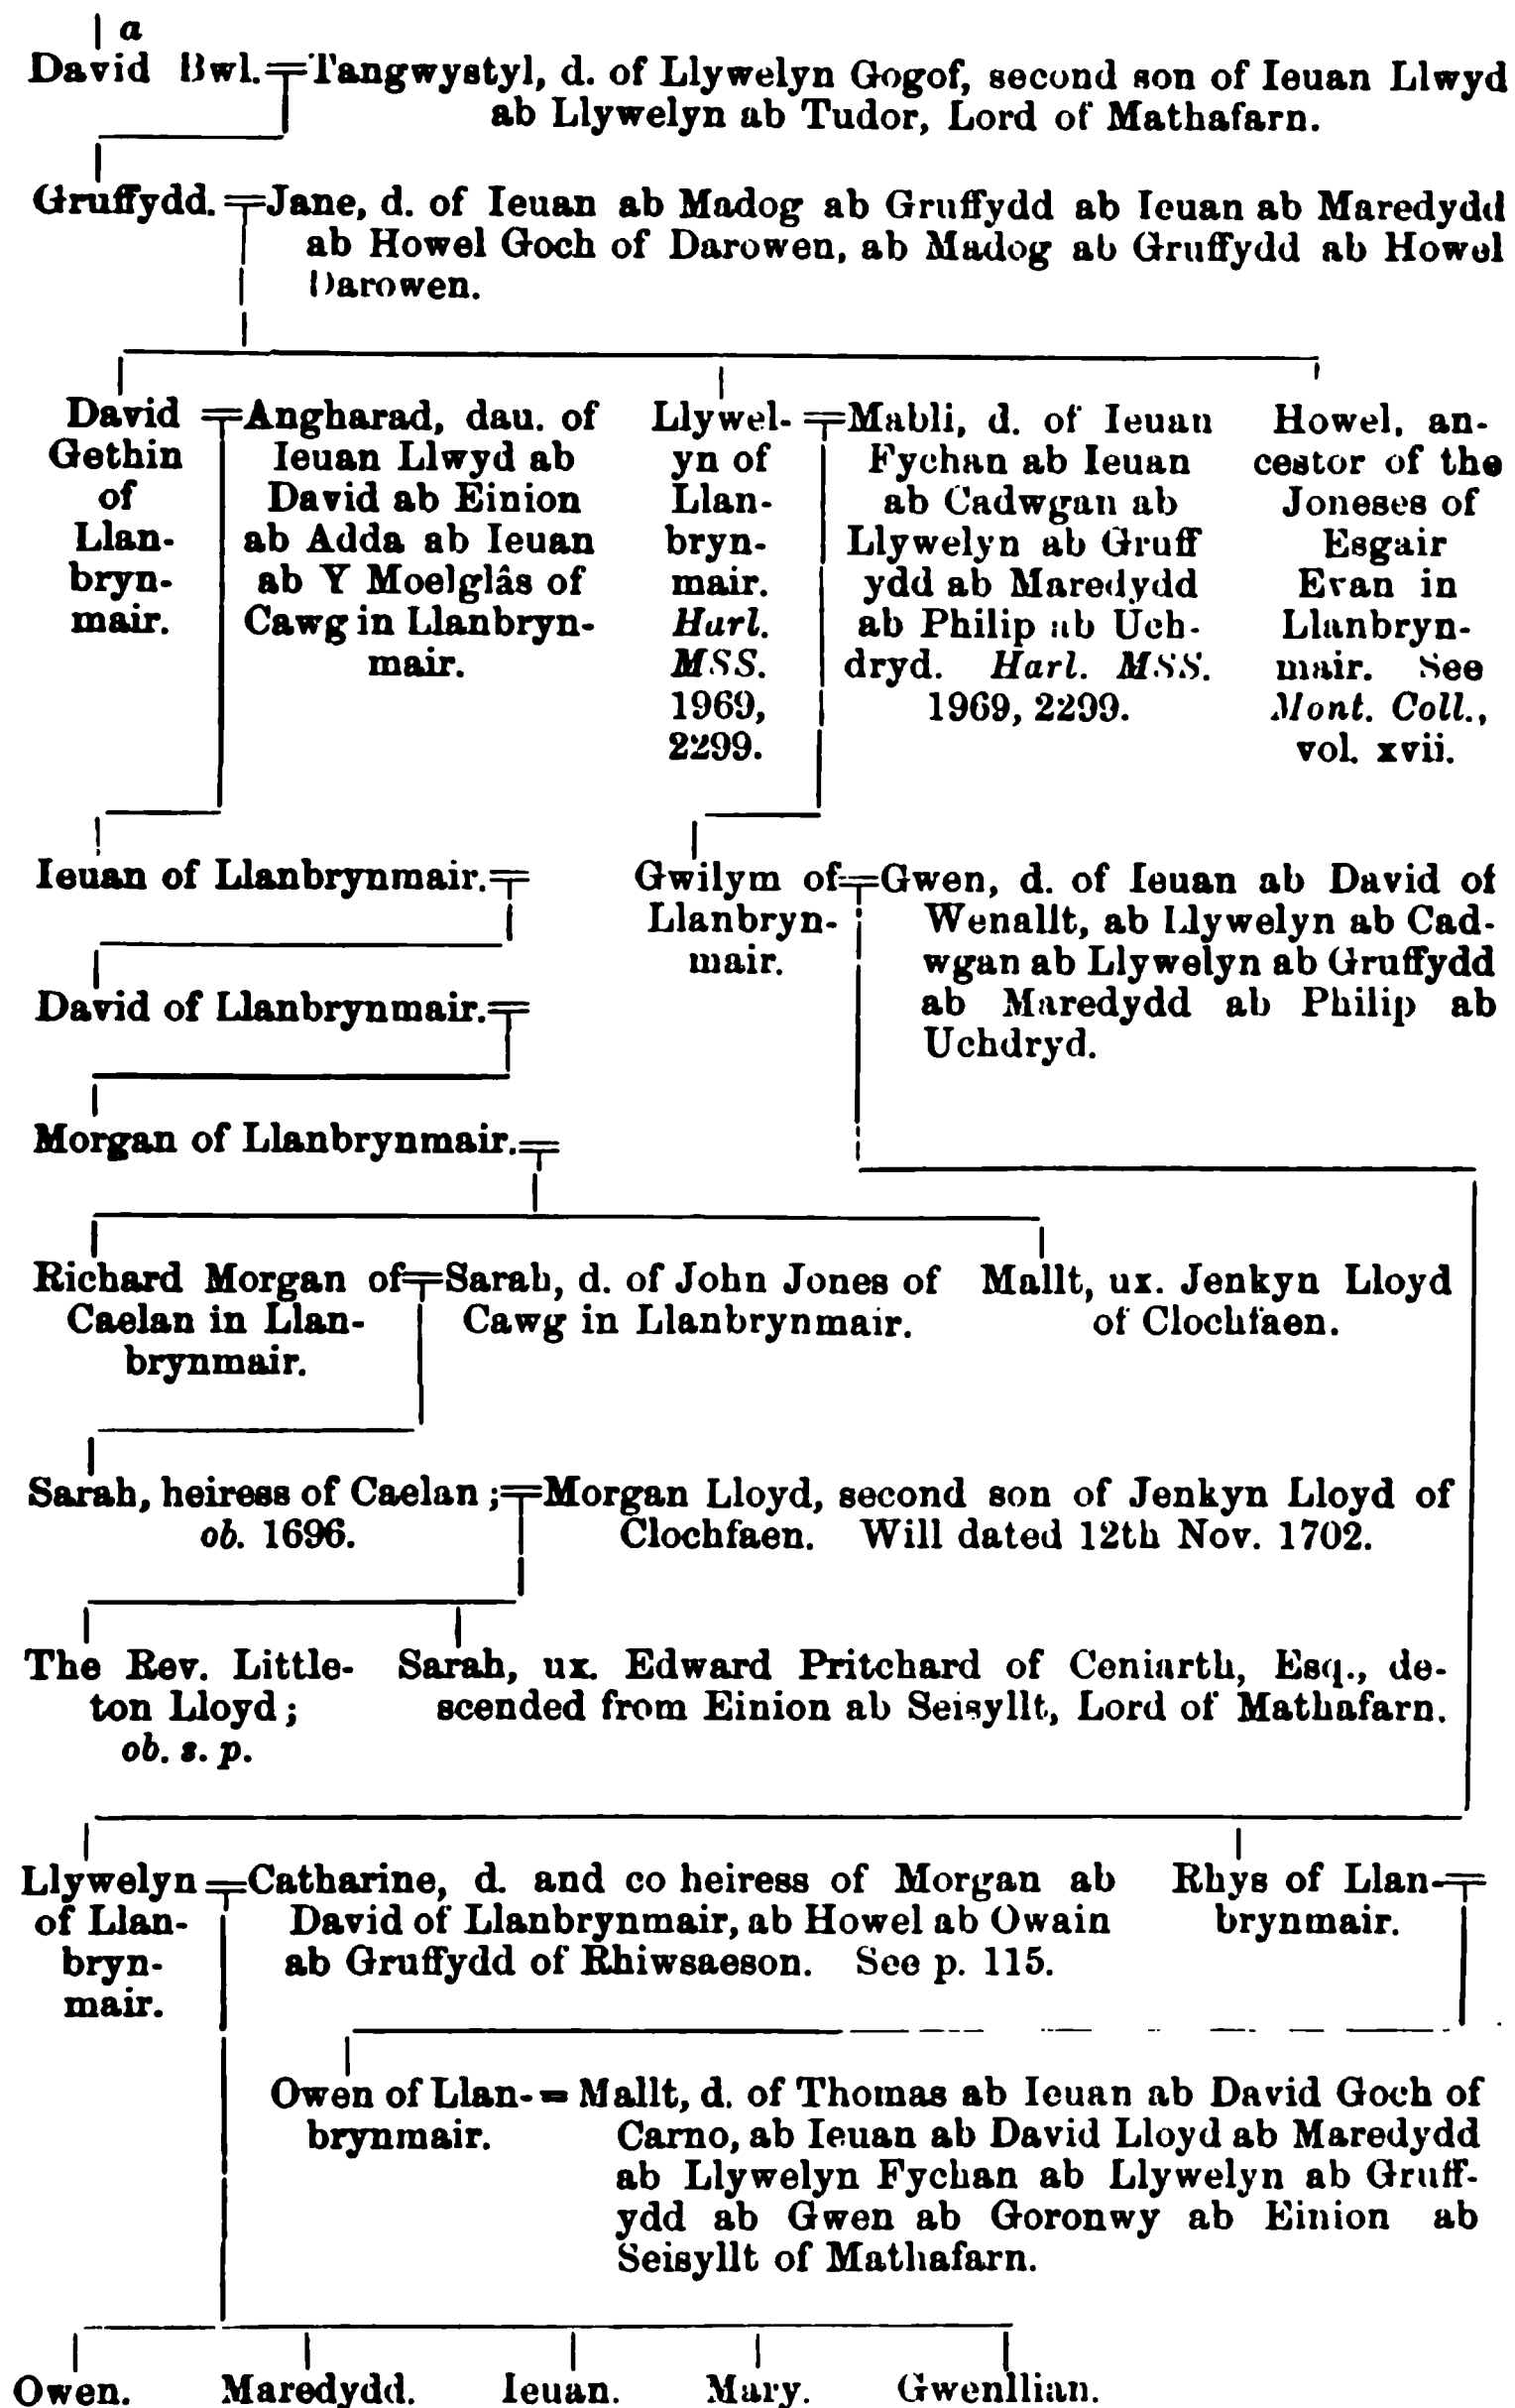 a
David Bwl.=Tangwystyl, d. of Llywelyn Gogof, second son of Ieuan Llwyd
ab Llywelyn ab Tudor, Lord of Mathafarn.
Gruffydd.=Jane, d. of Ieuan ab Madog ab Gruffydd ab Ieuan ab Maredydd
ab Howel Goch of Darowen, ab Madog ab Gruffydd ab Howel
Darowen.
David
Gethin
of
Llan-
bryn-
mair.
=Angharad, dau. of
Ieuan Llwyd ab
David ab Einion
ab Adda ab Ieuan
ab Y Moelglâs of
Cawg in Llanbryn-
mair.
Llywel-
yn of
Llan-
bryn-
mair.
Harl.
MSS.
1969,
2299.
=Mabli, d. of Ieuan
Fychan ab Ieuan
ab Cadwgan ab
Llywelyn ab Gruff
ydd ab Maredydd
ab Philip ab Uch-
dryd. Harl. MSS.
1969, 2299.
Howel, an-
cestor of the
Joneses of
Esgair
Evan in
Llanbryn-
mair. See
Mont. Coll.,
vol. xvii.
Ieuan of Llanbrynmair.=
David of Llanbrynmair.=
Morgan of Llanbrynmair.=
Gwilym of
Llanbryn-
mair.
=Gwen, d. of Ieuan ab David of
Wenallt, ab Llywelyn ab Cad-
wgan ab Llywelyn ab Gruffydd
ab Maredydd ab Philip ab
Uchdryd.
Richard Morgan of
Caelan in Llan-
brynmair.
=Sarah, d. of John Jones of
Cawg in Llanbrynmair.
Mallt, ux. Jenkyn Lloyd
of Clochfaen.
Sarah, heiress of Caelan;
ob. 1696.
=Morgan Lloyd, second son of Jenkyn Lloyd of
Clochfaen. Will dated 12th Nov. 1702.
The Rev. Little-
ton Lloyd;
ob. s. p.
Sarah, ux. Edward Pritchard of Ceniarth, Esq., de-
scended from Einion ab Seisyllt, Lord of Mathafarn.
Llywelyn
of Llan-
bryn-
mair.
=Catharine, d. and co heiress of Morgan ab
David of Llanbrynmair, ab Howel ab Owain
ab Gruffydd of Rhiwsaeson. See p. 115.
Rhys of Llan-=
brynmair.
Owen of Llan-
brynmair.
= Mallt, d. of Thomas ab Ieuan ab David Goch of
Carno, ab Ieuan ab David Lloyd ab Maredydd
ab Llywelyn Fychan ab Llywelyn ab Gruff-
ydd ab Gwen ab Goronwy ab Einion ab
Seisyllt of Mathafarn.
Owen. Maredydd. Ieuan. Mary. Gwenllian.